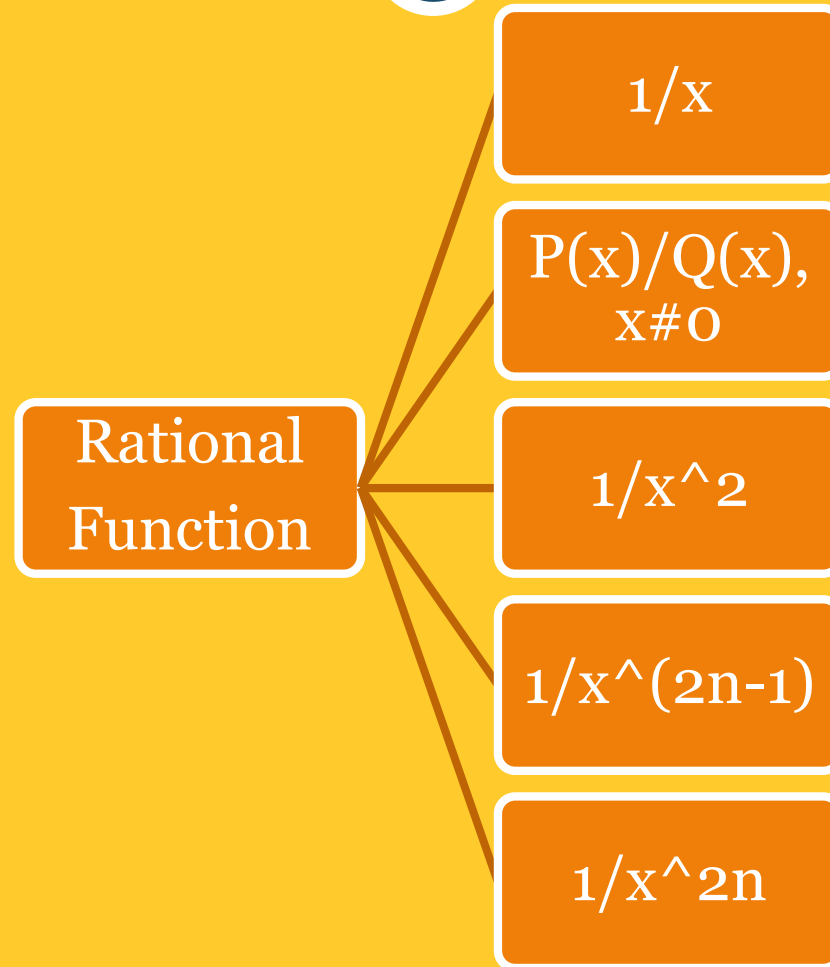 1/x
P(x)/Q(x),
x#0
Rational
Function
1/x^2
1/x^(2n-1)
1/x^2n